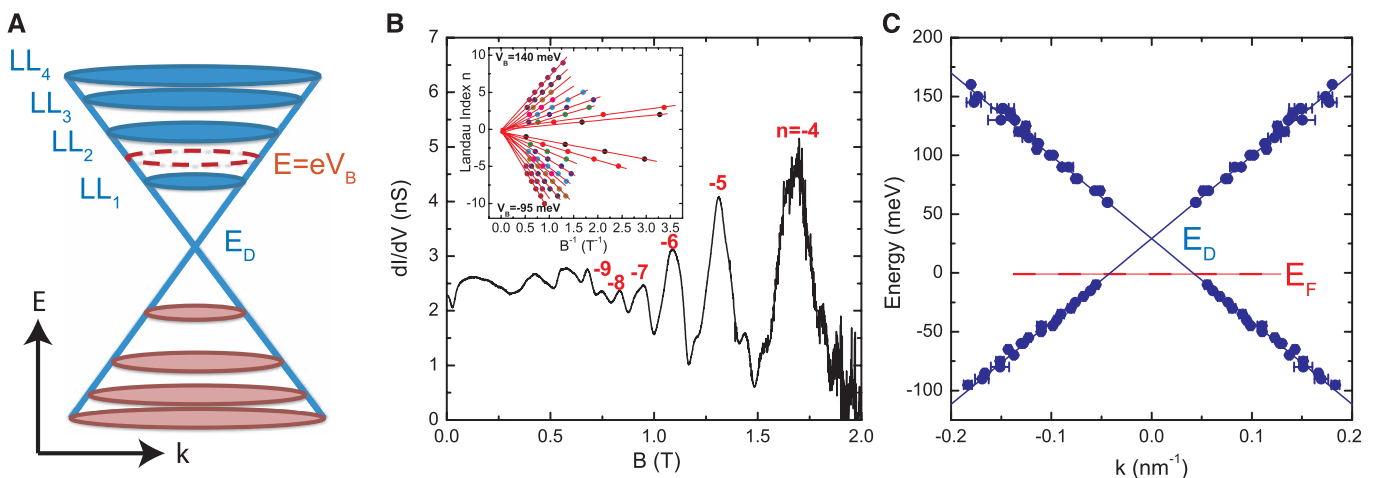 A
LL4
LL3
LL2
E=eVB
LL1
ED
E
k
B
7
6
5
4
3
2
1
0
dI/dV (nS)
0.0
0.5
1.0
1.5
2.0
B (T)
n=-4
-5
-6
-7
-8
-9
VB=140 meV
VB=-95 meV
Landau Index n
10
5
0
-5
-10
0.0 0.5 1.0 1.5 2.0 2.5 3.0 3.5
B-1 (T-1)
C
200
150
100
50
0
-50
-100
Energy (meV)
ED
EF
-0.2
-0.1
0.0
0.1
0.2
k (nm-1)